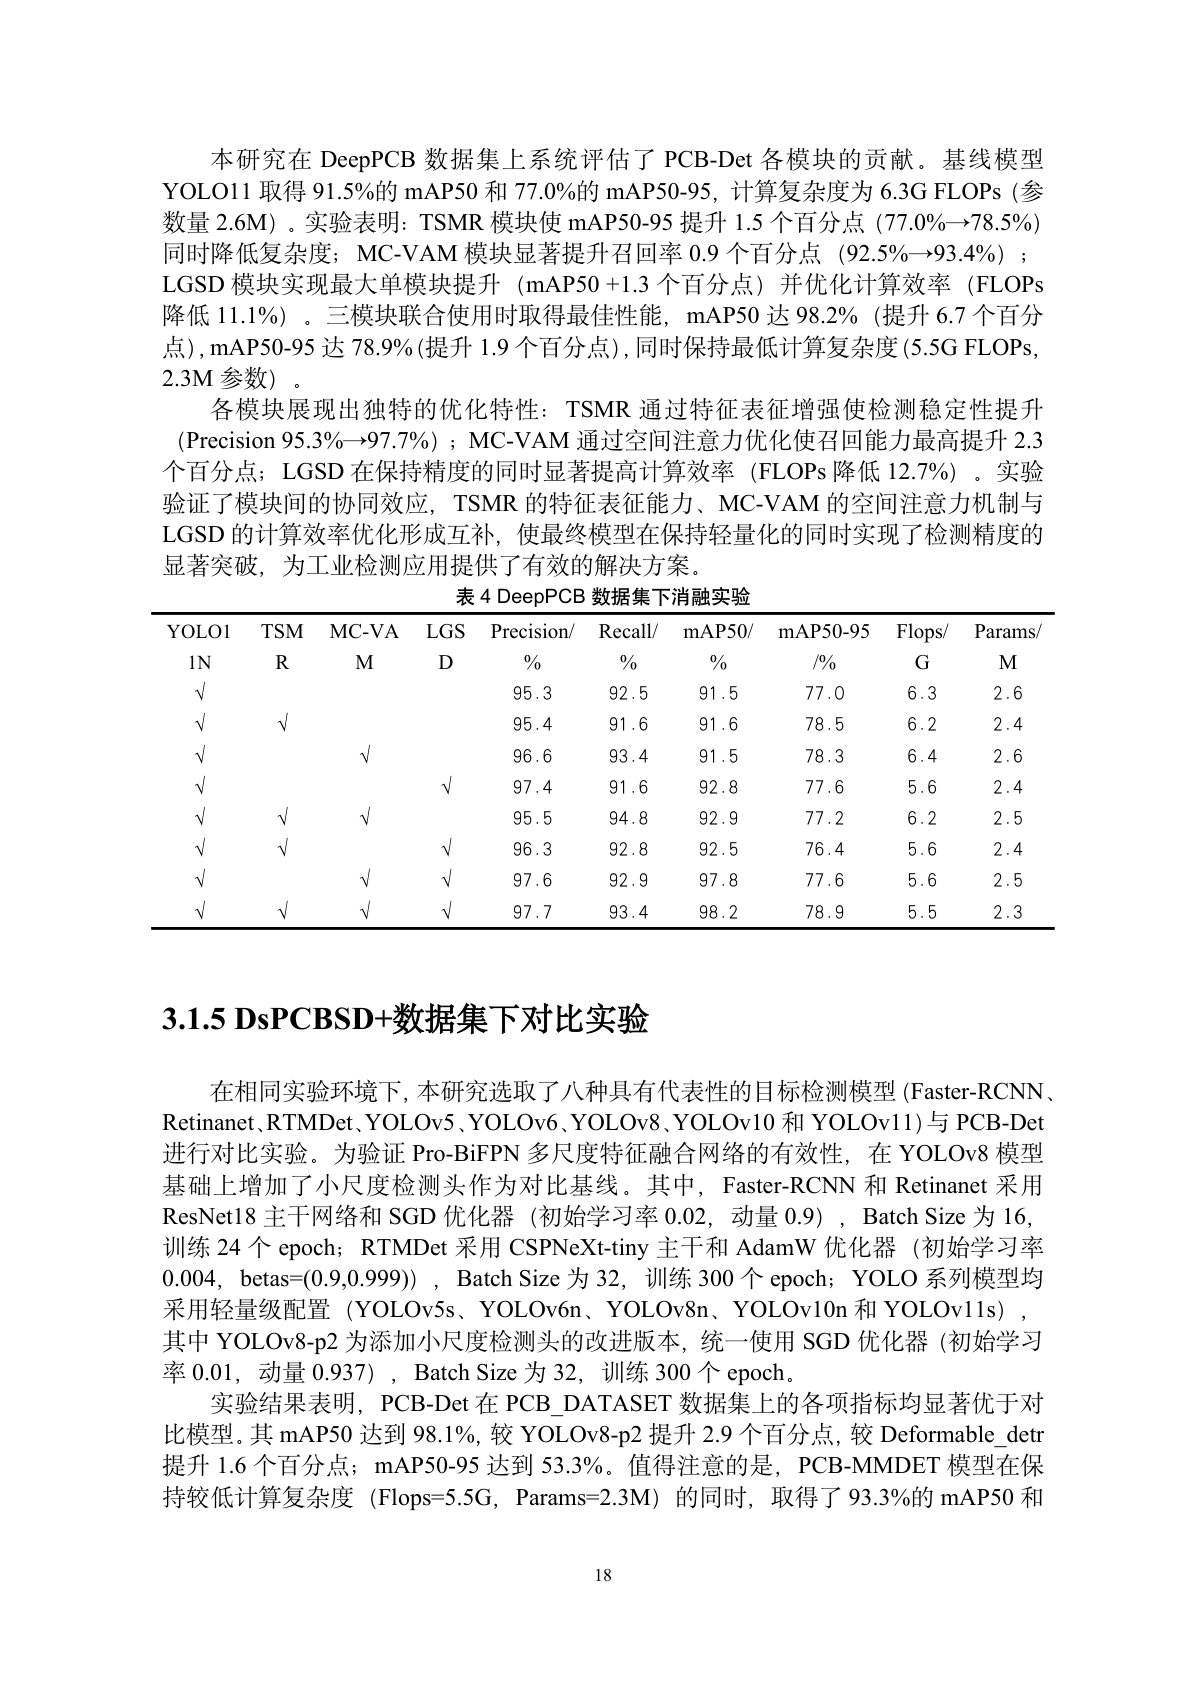 本研究在 DeepPCB 数据集上系统评估了 PCB-Det 各模块的贡献。基线模型
YOLO11 取得 91.5%的 mAP50 和 77.0%的 mAP50-95，计算复杂度为 6.3G FLOPs（参
数量 2.6M）。实验表明：TSMR 模块使 mAP50-95 提升 1.5 个百分点（77.0%→78.5%）
同时降低复杂度；MC-VAM 模块显著提升召回率 0.9 个百分点（92.5%→93.4%）；
LGSD 模块实现最大单模块提升（mAP50 +1.3 个百分点）并优化计算效率（FLOPs
降低 11.1%）。三模块联合使用时取得最佳性能，mAP50 达 98.2%（提升 6.7 个百分
点），mAP50-95 达 78.9%（提升 1.9 个百分点），同时保持最低计算复杂度（5.5G FLOPs，
2.3M 参数）。
各模块展现出独特的优化特性：TSMR 通过特征表征增强使检测稳定性提升
（Precision 95.3%→97.7%）；MC-VAM 通过空间注意力优化使召回能力最高提升 2.3
个百分点；LGSD 在保持精度的同时显著提高计算效率（FLOPs 降低 12.7%）。实验
验证了模块间的协同效应，TSMR 的特征表征能力、MC-VAM 的空间注意力机制与
LGSD 的计算效率优化形成互补，使最终模型在保持轻量化的同时实现了检测精度的
显著突破，为工业检测应用提供了有效的解决方案。
表 4 DeepPCB 数据集下消融实验
YOLO1 TSM MC-VA LGS Precision/ Recall/ mAP50/ mAP50-95 Flops/ Params/
1N R M D % % % /% G M
√ 95.3 92.5 91.5 77.0 6.3 2.6
√ √ 95.4 91.6 91.6 78.5 6.2 2.4
√ √ 96.6 93.4 91.5 78.3 6.4 2.6
√ √ 97.4 91.6 92.8 77.6 5.6 2.4
√ √ √ 95.5 94.8 92.9 77.2 6.2 2.5
√ √ √ 96.3 92.8 92.5 76.4 5.6 2.4
√ √ √ 97.6 92.9 97.8 77.6 5.6 2.5
√ √ √ √ 97.7 93.4 98.2 78.9 5.5 2.3
3.1.5 DsPCBSD+数据集下对比实验
在相同实验环境下，本研究选取了八种具有代表性的目标检测模型（Faster-RCNN、
Retinanet、RTMDet、YOLOv5、YOLOv6、YOLOv8、YOLOv10 和 YOLOv11）与 PCB-Det
进行对比实验。为验证 Pro-BiFPN 多尺度特征融合网络的有效性，在 YOLOv8 模型
基础上增加了小尺度检测头作为对比基线。其中，Faster-RCNN 和 Retinanet 采用
ResNet18 主干网络和 SGD 优化器（初始学习率 0.02，动量 0.9），Batch Size 为 16，
训练 24 个 epoch；RTMDet 采用 CSPNeXt-tiny 主干和 AdamW 优化器（初始学习率
0.004，betas=(0.9,0.999)），Batch Size 为 32，训练 300 个 epoch；YOLO 系列模型均
采用轻量级配置（YOLOv5s、YOLOv6n、YOLOv8n、YOLOv10n 和 YOLOv11s），
其中 YOLOv8-p2 为添加小尺度检测头的改进版本，统一使用 SGD 优化器（初始学习
率 0.01，动量 0.937），Batch Size 为 32，训练 300 个 epoch。
实验结果表明，PCB-Det 在 PCB_DATASET 数据集上的各项指标均显著优于对
比模型。其 mAP50 达到 98.1%，较 YOLOv8-p2 提升 2.9 个百分点，较 Deformable_detr
提升 1.6 个百分点；mAP50-95 达到 53.3%。值得注意的是，PCB-MMDET 模型在保
持较低计算复杂度（Flops=5.5G，Params=2.3M）的同时，取得了 93.3%的 mAP50 和
18